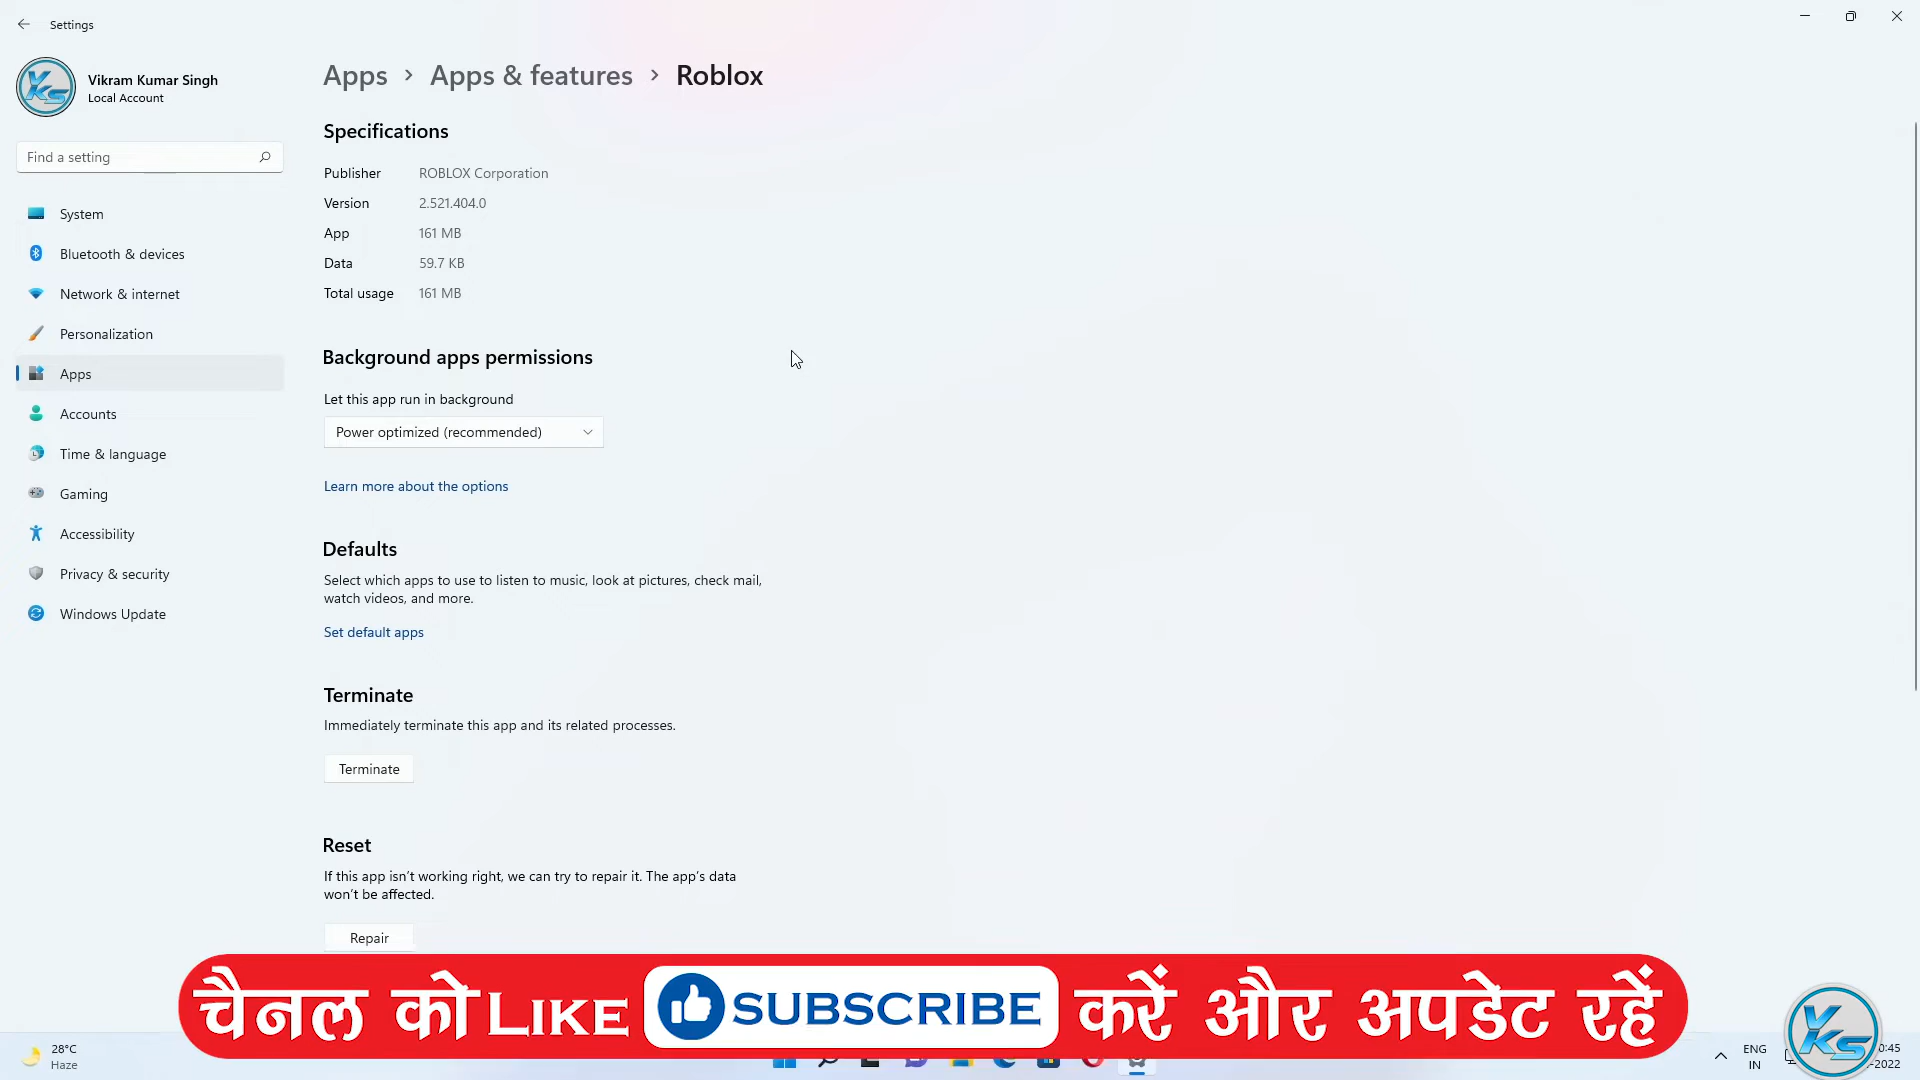 Settings
Vikram Kumar Singh
Local Account
Find a setting
System
Bluetooth & devices
Network & internet
Personalization
Apps
Accounts
Time & language
Gaming
Accessibility
Privacy & security
Windows Update
Apps > Apps & features > Roblox
Specifications
Publisher ROBLOX Corporation
Version 2.521.404.0
App 161 MB
Data 59.7 KB
Total usage 161 MB
Background apps permissions
Let this app run in background
Power optimized (recommended)
Learn more about the options
Defaults
Select which apps to use to listen to music, look at pictures, check mail,
watch videos, and more.
Set default apps
Terminate
Immediately terminate this app and its related processes.
Terminate
Reset
If this app isn't working right, we can try to repair it. The app's data
won't be affected.
Repair
चैनल को LIKE SUBSCRIBE करें और अपडेट रहें
28°C
Haze
ENG
IN
YKS